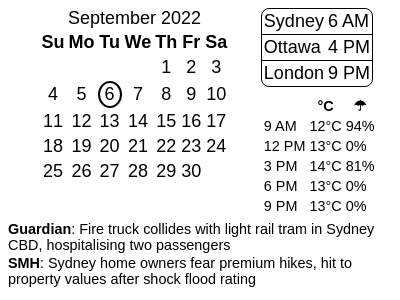 September 2022
Su Mo Tu We Th Fr Sa
1 2 3
4 5 6 7 8 9 10
11 12 13 14 15 16 17
18 19 20 21 22 23 24
25 26 27 28 29 30
Sydney 6 AM
Ottawa 4 PM
London 9 PM
°C ☂
9 AM 12°C 94%
12 PM 13°C 0%
3 PM 14°C 81%
6 PM 13°C 0%
9 PM 13°C 0%
Guardian: Fire truck collides with light rail tram in Sydney
CBD, hospitalising two passengers
SMH: Sydney home owners fear premium hikes, hit to
property values after shock flood rating